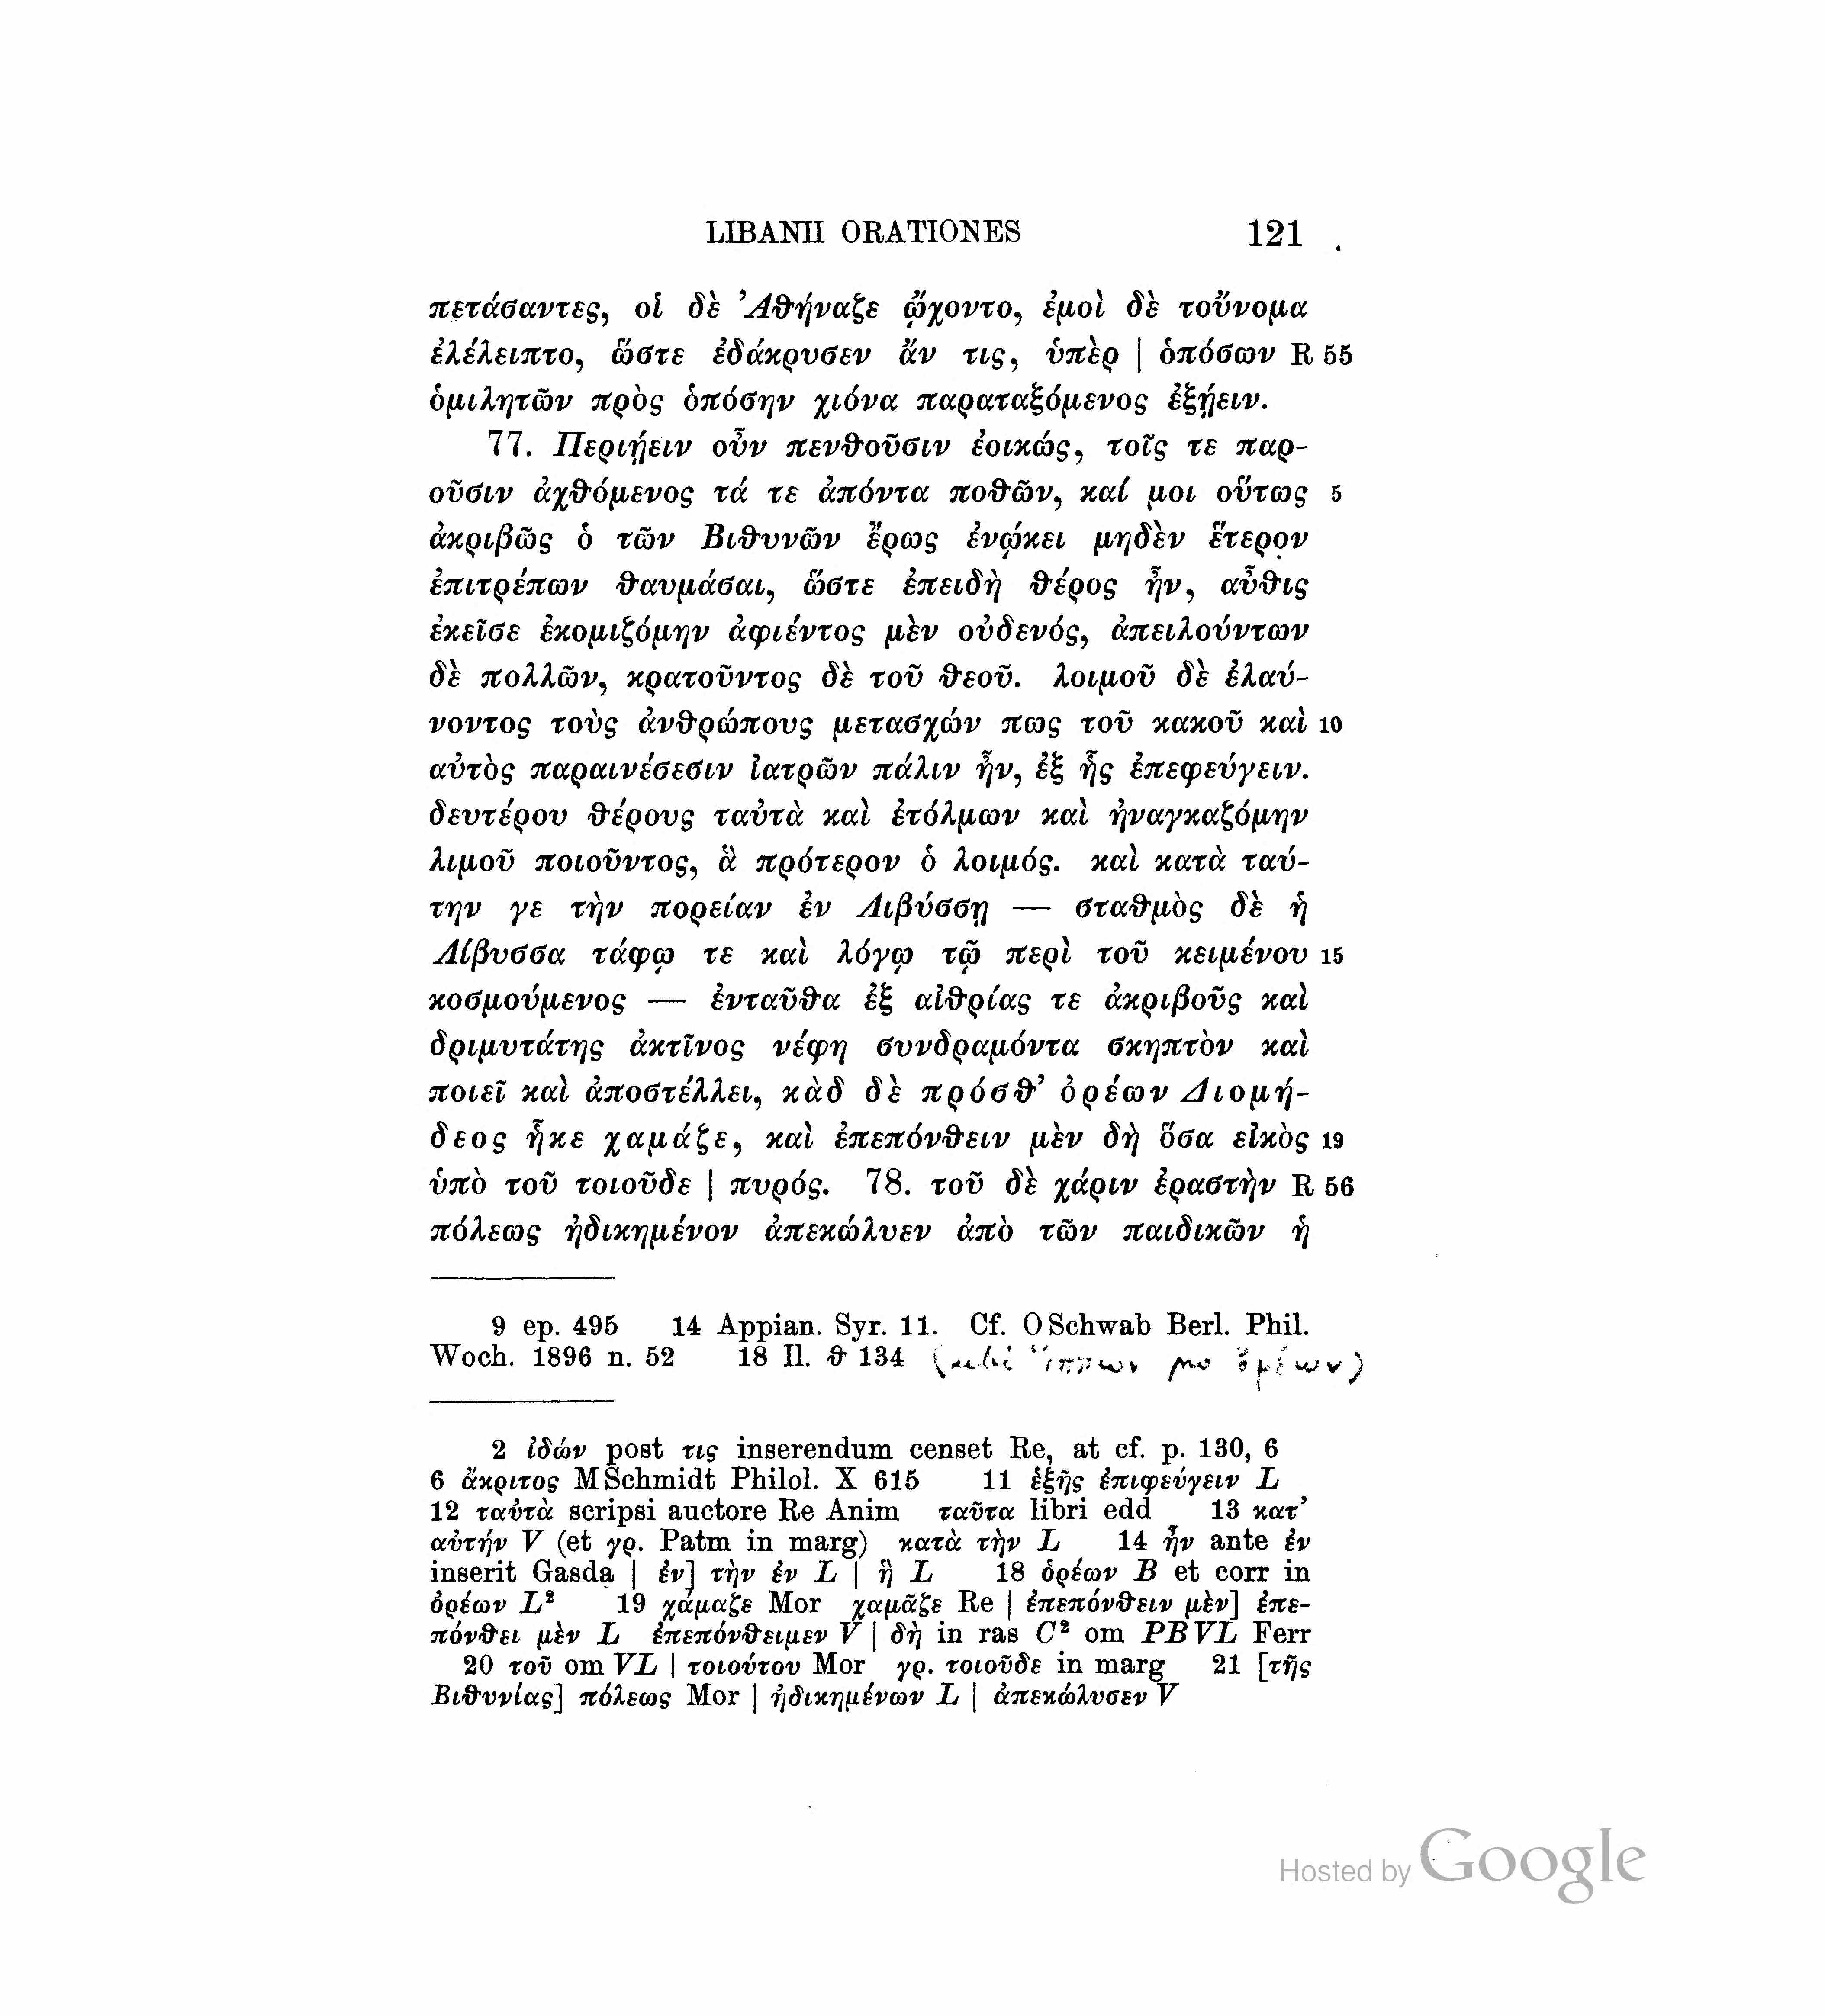 LIBANII ORATIONES 121
πετάσαντες, οἱ δὲ Ἀθήναζε ᾤχοντο, ἐμοὶ δὲ τοὔνομα
ἐλέλειπτο, ὥστε ἐδάκρυσεν ἄν τις, ὑπὲρ | ὁπόσων R 55
ὁμιλητῶν πρὸς ὁπόσην χιόνα παραταξόμενος ἐξῄειν.
77. Περιῄειν οὖν πενθοῦσιν ἐοικώς, τοῖς τε παρ-
οῦσιν ἀχθόμενος τά τε ἀπόντα ποθῶν, καί μοι οὕτως 5
ἀκριβῶς ὁ τῶν Βιθυνῶν ἔρως ἐνῴκει μηδὲν ἕτερον
ἐπιτρέπων θαυμάσαι, ὥστε ἐπειδὴ θέρος ἦν, αὖθις
ἐκεῖσε ἐκομιζόμην ἀφιέντος μὲν οὐδενός, ἀπειλούντων
δὲ πολλῶν, κρατοῦντος δὲ τοῦ θεοῦ. λοιμοῦ δὲ ἐλαύ-
νοντος τοὺς ἀνθρώπους μετασχών πως τοῦ κακοῦ καὶ 10
αὐτὸς παραινέσεσιν ἰατρῶν πάλιν ἦν, ἐξ ἧς ἐπεφεύγειν.
δευτέρου θέρους ταὐτὰ καὶ ἐτόλμων καὶ ἠναγκαζόμην
λιμοῦ ποιοῦντος, ἃ πρότερον ὁ λοιμός. καὶ κατὰ ταύ-
την γε τὴν πορείαν ἐν Λιβύσσῃ — σταθμὸς δὲ ἡ
Λίβυσσα τάφῳ τε καὶ λόγῳ τῷ περὶ τοῦ κειμένου 15
κοσμούμενος — ἐνταῦθα ἐξ αἰθρίας τε ἀκριβοῦς καὶ
δριμυτάτης ἀκτῖνος νέφη συνδραμόντα σκηπτὸν καὶ
ποιεῖ καὶ ἀποστέλλει, κὰδ δὲ πρόσθ’ ὀρέων Διομή-
δεος ἧκε χαμάζε, καὶ ἐπεπόνθειν μὲν δὴ ὅσα εἰκὸς 19
ὑπὸ τοῦ τοιοῦδε | πυρός. 78. τοῦ δὲ χάριν ἐραστὴν R 56
πόλεως ἠδικημένον ἀπεκώλυεν ἀπὸ τῶν παιδικῶν ἡ
9 ep. 495 14 Appian. Syr. 11. Cf. O Schwab Berl. Phil.
Woch. 1896 n. 52 18 Il. θ 134
2 ἰδών post τις inserendum censet Re, at cf. p. 130, 6
6 ἄκριτος M Schmidt Philol. X 615 11 ἑξῆς ἐπιφεύγειν L
12 ταὐτὰ scripsi auctore Re Anim ταῦτα libri edd 13 κατ’
αὐτήν V (et γρ. Patm in marg) κατὰ τὴν L 14 ἦν ante ἐν
inserit Gasda | ἐν] τὴν ἐν L | ἣ L 18 ὁρέων B et corr in
ὀρέων L² 19 χάμαζε Mor χαμᾶζε Re | ἐπεπόνθειν μὲν] ἐπε-
πόνθει μὲν L ἐπεπόνθειμεν V | δὴ in ras C² om PBVL Ferr
20 τοῦ om VL | τοιούτου Mor γρ. τοιοῦδε in marg 21 [τῆς
Βιθυνίας] πόλεως Mor | ἠδικημένων L | ἀπεκώλυσεν V
Hosted by Google